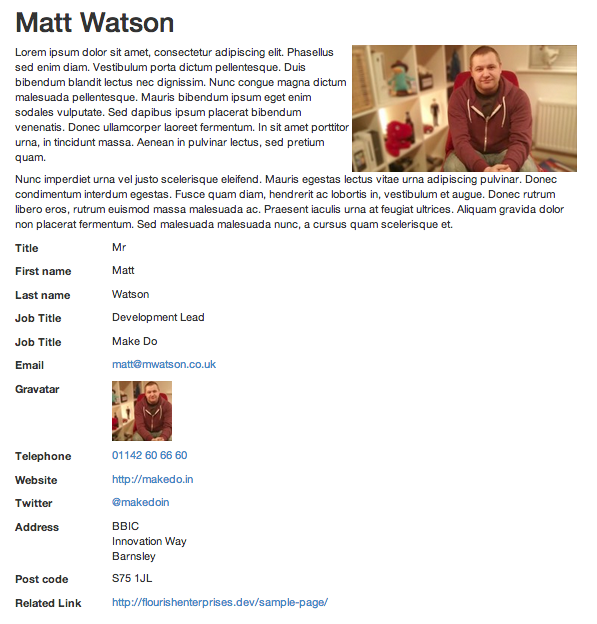 Matt Watson
Lorem ipsum dolor sit amet, consectetur adipiscing elit. Phasellus
sed enim diam. Vestibulum porta dictum pellentesque. Duis
bibendum blandit lectus nec dignissim. Nunc congue magna dictum
malesuada pellentesque. Mauris bibendum ipsum eget enim
sodales vulputate. Sed dapibus ipsum placerat bibendum
venenatis. Donec ullamcorper laoreet fermentum. In sit amet porttitor
urna, in tincidunt massa. Aenean in pulvinar lectus, sed pretium
quam.
Nunc imperdiet urna vel justo scelerisque eleifend. Mauris egestas lectus vitae urna adipiscing pulvinar. Donec
condimentum interdum egestas. Fusce quam diam, hendrerit ac lobortis in, vestibulum et augue. Donec rutrum
libero eros, rutrum euismod massa malesuada ac. Praesent iaculis urna at feugiat ultrices. Aliquam gravida dolor
non placerat fermentum. Sed malesuada malesuada nunc, a cursus quam scelerisque et.
Title Mr
First name Matt
Last name Watson
Job Title Development Lead
Job Title Make Do
Email matt@mwatson.co.uk
Gravatar
Telephone 01142 60 66 60
Website http://makedo.in
Twitter @makedoin
Address BBIC
Innovation Way
Barnsley
Post code S75 1JL
Related Link http://flourishenterprises.dev/sample-page/